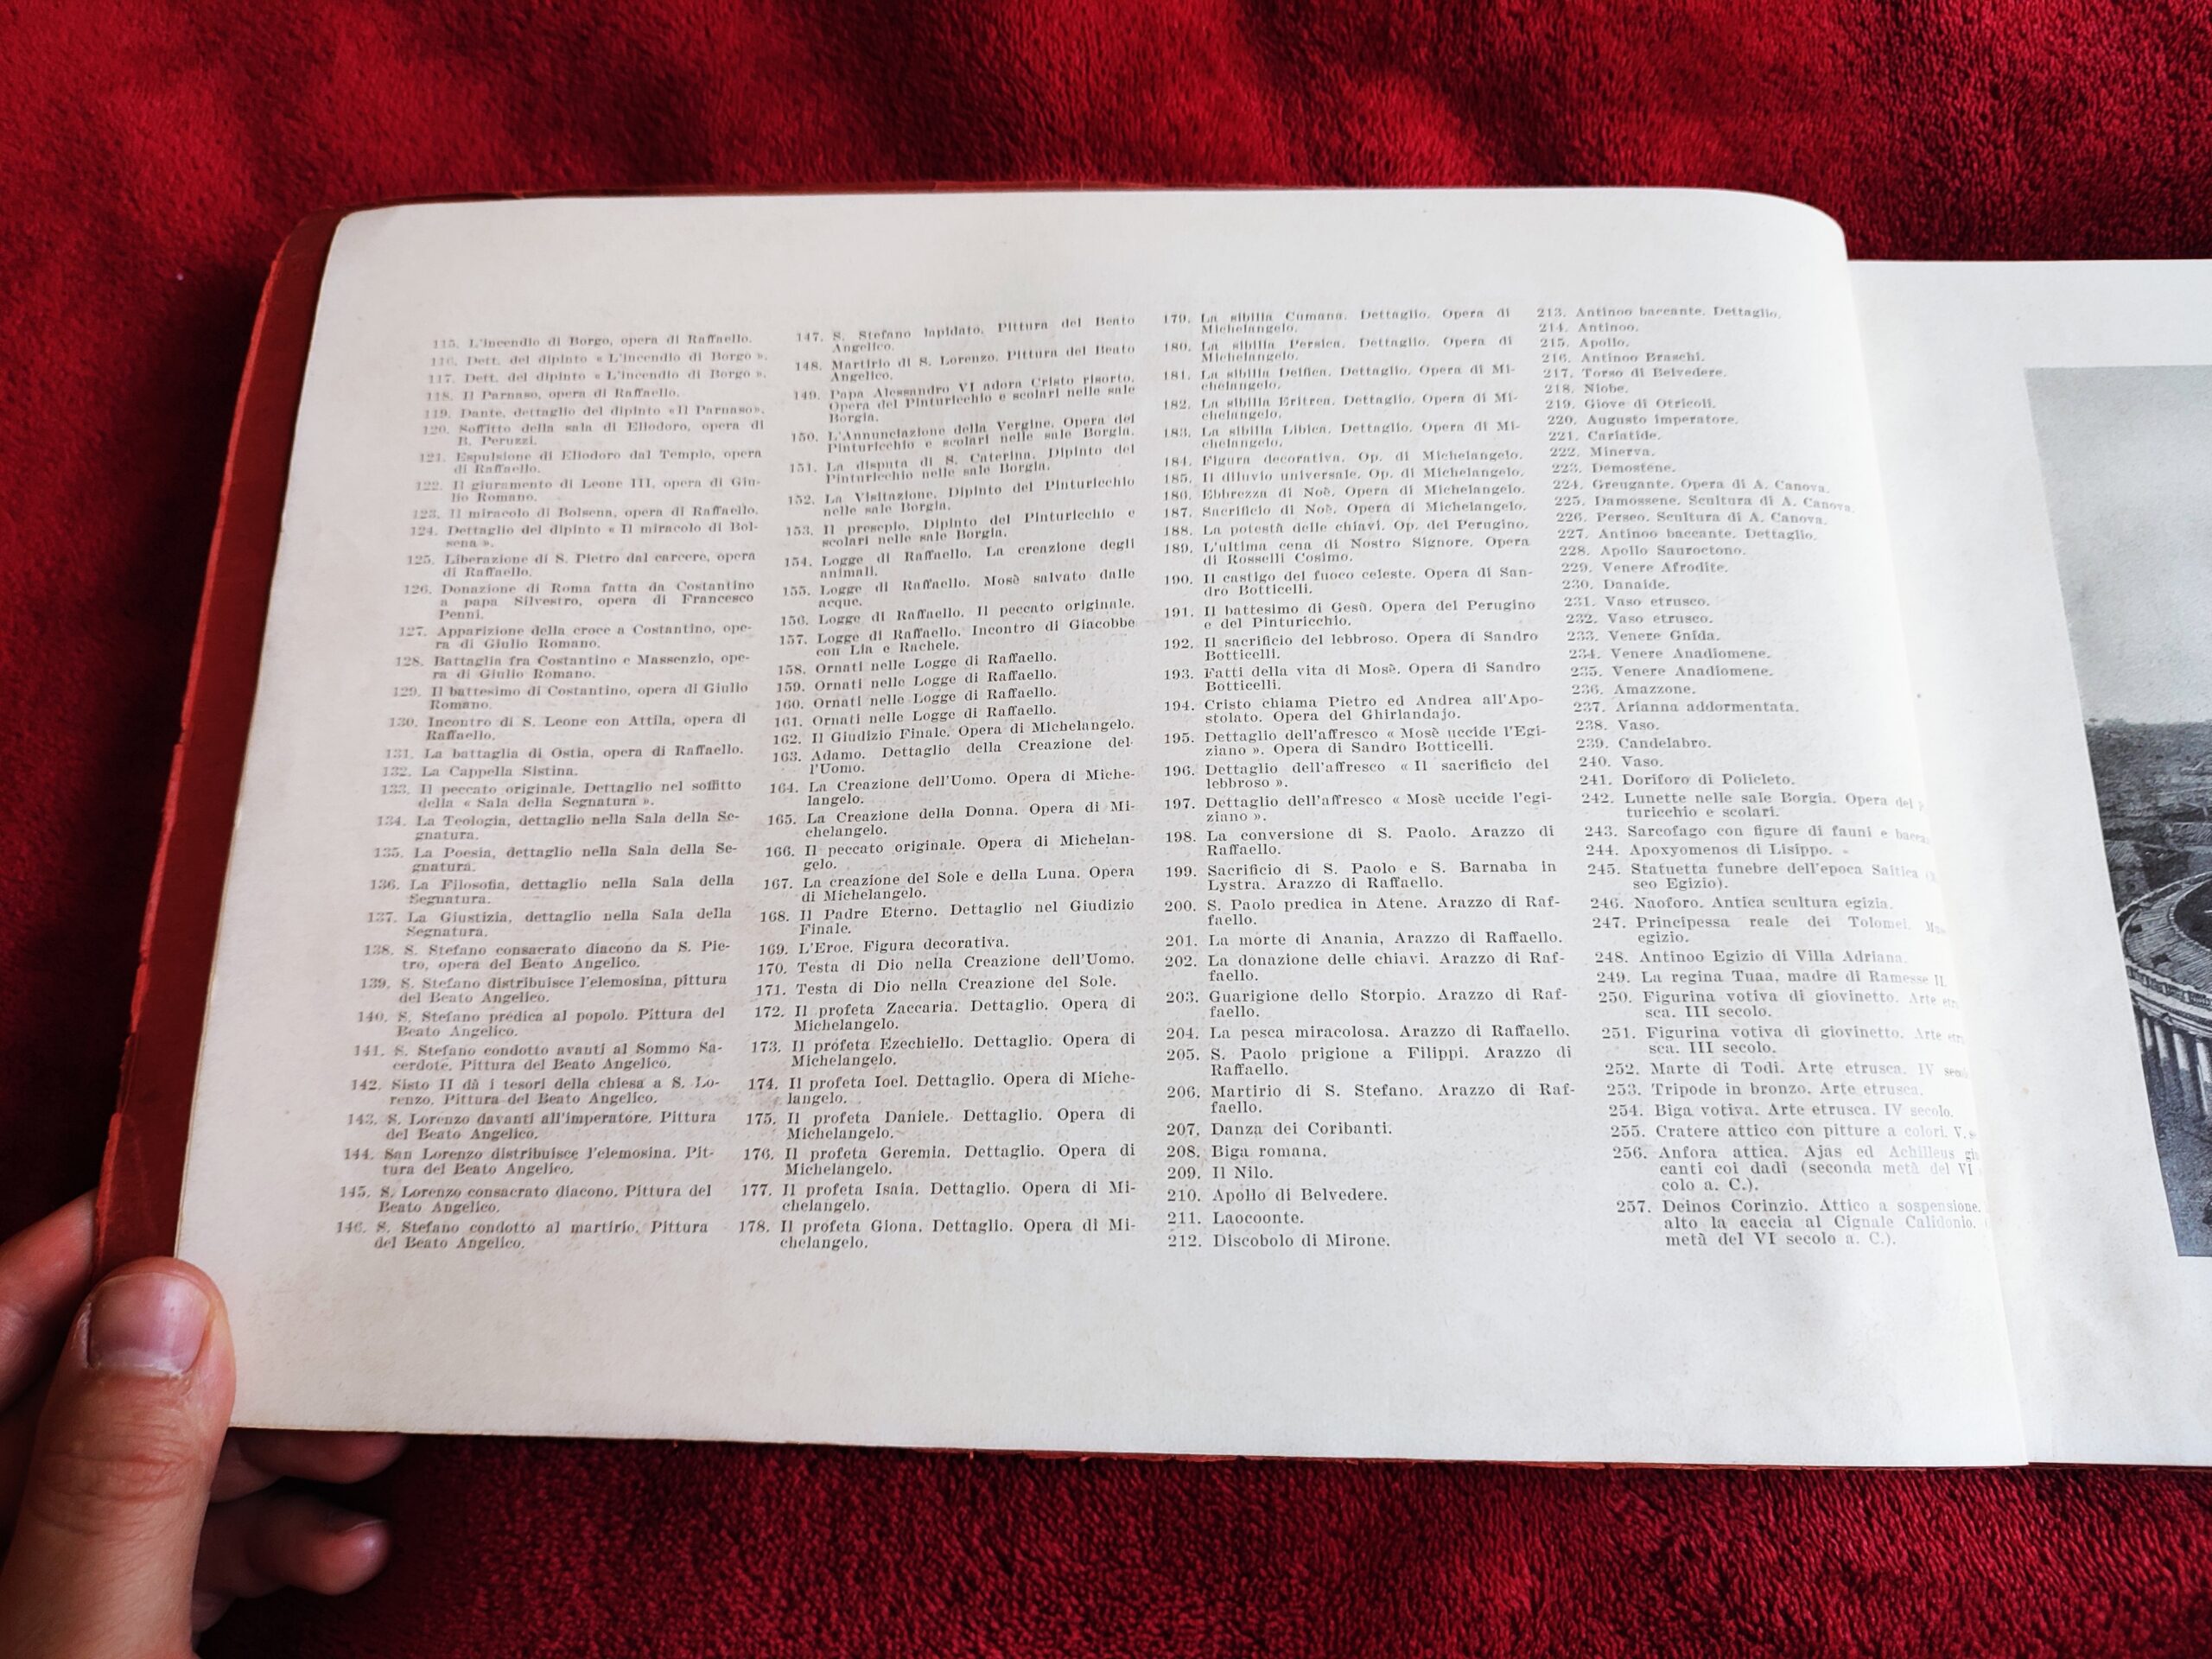 115. L'incendio di Borgo, opera di Raffaello.
116. Dett. del dipinto « L'incendio di Borgo ».
117. Dett. del dipinto « L'incendio di Borgo ».
118. Il Parnaso, opera di Raffaello.
119. Dante, dettaglio del dipinto «Il Parnaso».
120. Soffitto della sala di Eliodoro, opera di
B. Peruzzi.
121. Espulsione di Eliodoro dal Templo, opera
di Raffaello.
122. Il giuramento di Leone III, opera di Giu-
lio Romano.
123. Il miracolo di Bolsena, opera di Raffaello.
124. Dettaglio del dipinto « Il miracolo di Bol-
sena ».
125. Liberazione di S. Pietro dal carcere, opera
di Raffaello.
126. Donazione di Roma fatta da Costantino
a papa Silvestro, opera di Francesco
Penni.
127. Apparizione della croce a Costantino, ope-
ra di Giulio Romano.
128. Battaglia fra Costantino e Massenzio, ope-
ra di Giulio Romano.
129. Il battesimo di Costantino, opera di Giulio
Romano.
130. Incontro di S. Leone con Attila, opera di
Raffaello.
131. La battaglia di Ostia, opera di Raffaello.
132. La Cappella Sistina.
133. Il peccato originale. Dettaglio nel soffitto
della « Sala della Segnatura ».
134. La Teologia, dettaglio nella Sala della Se-
gnatura.
135. La Poesia, dettaglio nella Sala della Se-
gnatura.
136. La Filosofia, dettaglio nella Sala della
Segnatura.
137. La Giustizia, dettaglio nella Sala della
Segnatura.
138. S. Stefano consacrato diacono da S. Pie-
tro, opera del Beato Angelico.
139. S. Stefano distribuisce l'elemosina, pittura
del Beato Angelico.
140. S. Stefano predica al popolo. Pittura del
Beato Angelico.
141. S. Stefano condotto avanti al Sommo Sa-
cerdote. Pittura del Beato Angelico.
142. Sisto II dà i tesori della chiesa a S. Lo-
renzo. Pittura del Beato Angelico.
143. S. Lorenzo davanti all'imperatore. Pittura
del Beato Angelico.
144. San Lorenzo distribuisce l'elemosina. Pit-
tura del Beato Angelico.
145. S. Lorenzo consacrato diacono. Pittura del
Beato Angelico.
146. S. Stefano condotto al martirio. Pittura
del Beato Angelico.
147. S. Stefano lapidato. Pittura del Beato
Angelico.
148. Martirio di S. Lorenzo. Pittura del Beato
Angelico.
149. Papa Alessandro VI adora Cristo risorto.
Opera del Pinturicchio e scolari nelle sale
Borgia.
150. L'Annunciazione della Vergine. Opera del
Pinturicchio e scolari nelle sale Borgia.
151. La disputa di S. Caterina. Dipinto del
Pinturicchio nelle sale Borgia.
152. La Visitazione. Dipinto del Pinturicchio
nelle sale Borgia.
153. Il presepio. Dipinto del Pinturicchio e
scolari nelle sale Borgia.
154. Logge di Raffaello. La creazione degli
animali.
155. Logge di Raffaello. Mosè salvato dalle
acque.
156. Logge di Raffaello. Il peccato originale.
157. Logge di Raffaello. Incontro di Giacobbe
con Lia e Rachele.
158. Ornati nelle Logge di Raffaello.
159. Ornati nelle Logge di Raffaello.
160. Ornati nelle Logge di Raffaello.
161. Ornati nelle Logge di Raffaello.
162. Il Giudizio Finale. Opera di Michelangelo.
163. Adamo. Dettaglio della Creazione del-
l'Uomo.
164. La Creazione dell'Uomo. Opera di Miche-
langelo.
165. La Creazione della Donna. Opera di Mi-
chelangelo.
166. Il peccato originale. Opera di Michelan-
gelo.
167. La creazione del Sole e della Luna. Opera
di Michelangelo.
168. Il Padre Eterno. Dettaglio nel Giudizio
Finale.
169. L'Eroe. Figura decorativa.
170. Testa di Dio nella Creazione dell'Uomo.
171. Testa di Dio nella Creazione del Sole.
172. Il profeta Zaccaria. Dettaglio. Opera di
Michelangelo.
173. Il profeta Ezechiello. Dettaglio. Opera di
Michelangelo.
174. Il profeta Ioel. Dettaglio. Opera di Miche-
langelo.
175. Il profeta Daniele. Dettaglio. Opera di
Michelangelo.
176. Il profeta Geremia. Dettaglio. Opera di
Michelangelo.
177. Il profeta Isaia. Dettaglio. Opera di Mi-
chelangelo.
178. Il profeta Giona. Dettaglio. Opera di Mi-
chelangelo.
179. La sibilla Cumana. Dettaglio. Opera di
Michelangelo.
180. La sibilla Persica. Dettaglio. Opera di
Michelangelo.
181. La sibilla Delfica. Dettaglio. Opera di Mi-
chelangelo.
182. La sibilla Eritrea. Dettaglio. Opera di Mi-
chelangelo.
183. La sibilla Libica. Dettaglio. Opera di Mi-
chelangelo.
184. Figura decorativa. Op. di Michelangelo.
185. Il diluvio universale. Op. di Michelangelo.
186. Ebbrezza di Noè. Opera di Michelangelo.
187. Sacrificio di Noè. Opera di Michelangelo.
188. La potestà delle chiavi. Op. del Perugino.
189. L'ultima cena di Nostro Signore. Opera
di Rosselli Cosimo.
190. Il castigo del fuoco celeste. Opera di San-
dro Botticelli.
191. Il battesimo di Gesù. Opera del Perugino
e del Pinturicchio.
192. Il sacrificio del lebbroso. Opera di Sandro
Botticelli.
193. Fatti della vita di Mosè. Opera di Sandro
Botticelli.
194. Cristo chiama Pietro ed Andrea all'Apo-
stolato. Opera del Ghirlandajo.
195. Dettaglio dell'affresco « Mosè uccide l'Egi-
ziano ». Opera di Sandro Botticelli.
196. Dettaglio dell'affresco « Il sacrificio del
lebbroso ».
197. Dettaglio dell'affresco « Mosè uccide l'egi-
ziano ».
198. La conversione di S. Paolo. Arazzo di
Raffaello.
199. Sacrificio di S. Paolo e S. Barnaba in
Lystra. Arazzo di Raffaello.
200. S. Paolo predica in Atene. Arazzo di Raf-
faello.
201. La morte di Anania, Arazzo di Raffaello.
202. La donazione delle chiavi. Arazzo di Raf-
faello.
203. Guarigione dello Storpio. Arazzo di Raf-
faello.
204. La pesca miracolosa. Arazzo di Raffaello.
205. S. Paolo prigione a Filippi. Arazzo di
Raffaello.
206. Martirio di S. Stefano. Arazzo di Raf-
faello.
207. Danza dei Coribanti.
208. Biga romana.
209. Il Nilo.
210. Apollo di Belvedere.
211. Laocoonte.
212. Discobolo di Mirone.
213. Antinoo baccante. Dettaglio.
214. Antinoo.
215. Apollo.
216. Antinoo Braschi.
217. Torso di Belvedere.
218. Niobe.
219. Giove di Otricoli.
220. Augusto imperatore.
221. Cariatide.
222. Minerva.
223. Demostene.
224. Greugante. Opera di A. Canova.
225. Damossene. Scultura di A. Canova.
226. Perseo. Scultura di A. Canova.
227. Antinoo baccante. Dettaglio.
228. Apollo Sauroctono.
229. Venere Afrodite.
230. Danaide.
231. Vaso etrusco.
232. Vaso etrusco.
233. Venere Gnida.
234. Venere Anadiomene.
235. Venere Anadiomene.
236. Amazzone.
237. Arianna addormentata.
238. Vaso.
239. Candelabro.
240. Vaso.
241. Doriforo di Policleto.
242. Lunette nelle sale Borgia. Opera del
turicchio e scolari.
243. Sarcofago con figure di fauni e
244. Apoxyomenos di Lisippo.
245. Statuetta funebre dell'epoca Saitica
seo Egizio).
246. Naoforo. Antica scultura egizia.
247. Principessa reale dei Tolomei.
egizio.
248. Antinoo Egizio di Villa Adriana.
249. La regina Tuaa, madre di Ramesse II.
250. Figurina votiva di giovinetto. Arte
sca. III secolo.
251. Figurina votiva di giovinetto. Arte
sca. III secolo.
252. Marte di Todi. Arte etrusca. IV
253. Tripode in bronzo. Arte etrusca.
254. Biga votiva. Arte etrusca. IV secolo.
255. Cratere attico con pitture a colori. V.
256. Anfora attica. Ajas ed Achilleus
canti coi dadi (seconda metà del VI
colo a. C.).
257. Deinos Corinzio. Attico a sospensione.
alto la caccia al Cignale Calidonio.
metà del VI secolo a. C.).